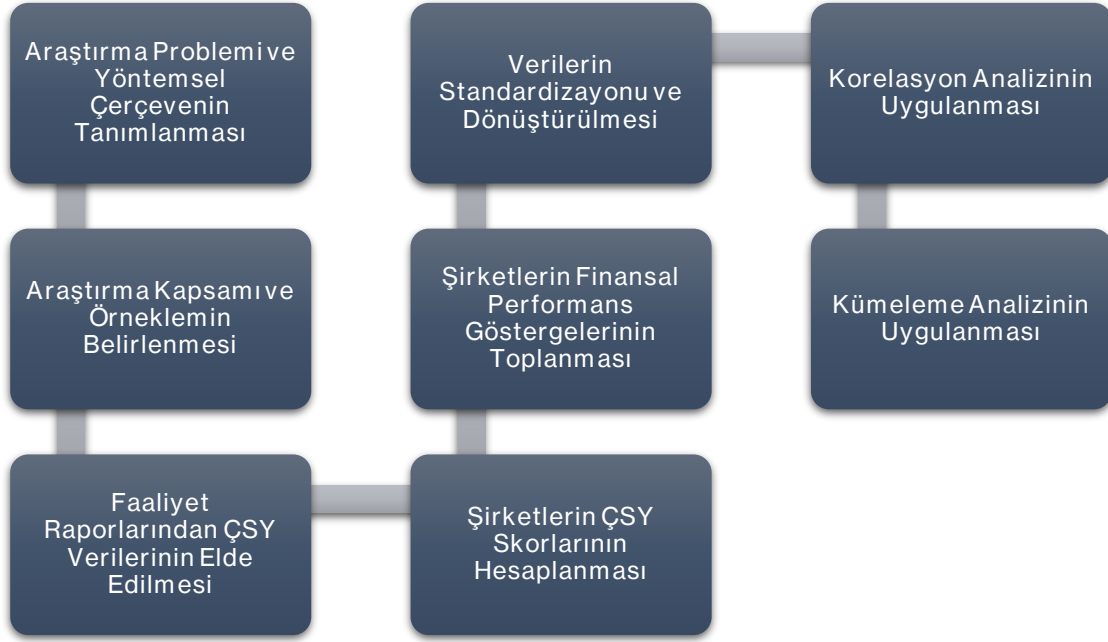 Araştırma Problemi ve
Yöntemsel
Çerçevenin
Tanımlanması
Araştırma Kapsamı ve
Örneklemin
Belirlenmesi
Faaliyet
Raporlarından ÇSY
Verilerinin Elde
Edilmesi
Şirketlerin ÇSY
Skorlarının
Hesaplanması
Şirketlerin Finansal
Performans
Göstergelerinin
Toplanması
Verilerin
Standardizayonu ve
Dönüştürülmesi
Korelasyon Analizinin
Uygulanması
Kümeleme Analizinin
Uygulanması